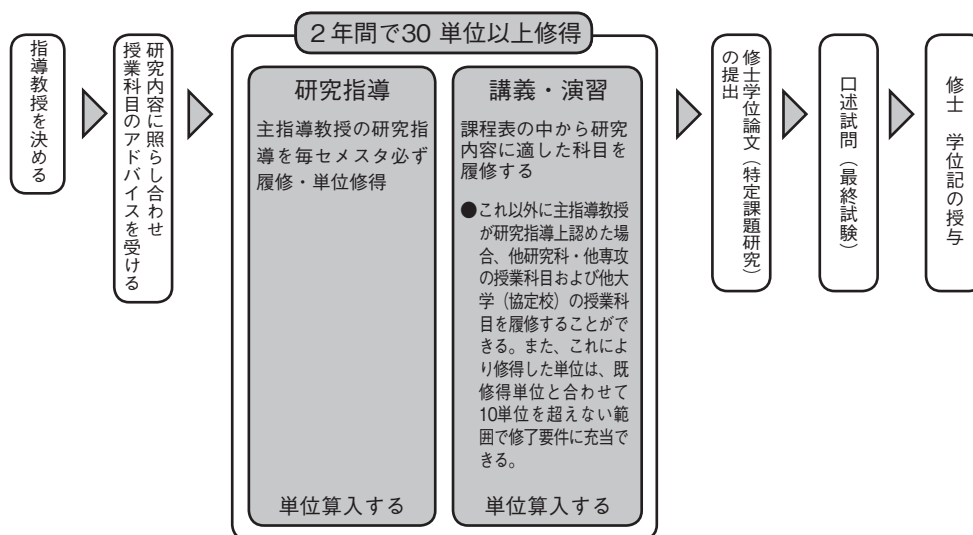 指導教授を決める
研究内容に照らし合わせ
授業科目のアドバイスを受ける
2年間で30 単位以上修得
研究指導
主指導教授の研究指
導を毎セメスタ必ず
履修・単位修得
単位算入する
講義・演習
課程表の中から研究
内容に適した科目を
履修する
●これ以外に主指導教授
が研究指導上認めた場
合、他研究科・他専攻
の授業科目および他大
学（協定校）の授業科
目を履修することがで
きる。また、これによ
り修得した単位は、既
修得単位と合わせて
10単位を超えない範
囲で修了要件に充当で
きる。
単位算入する
修士学位論文（特定課題研究）
の提出
口述試問（最終試験）
修士　学位記の授与